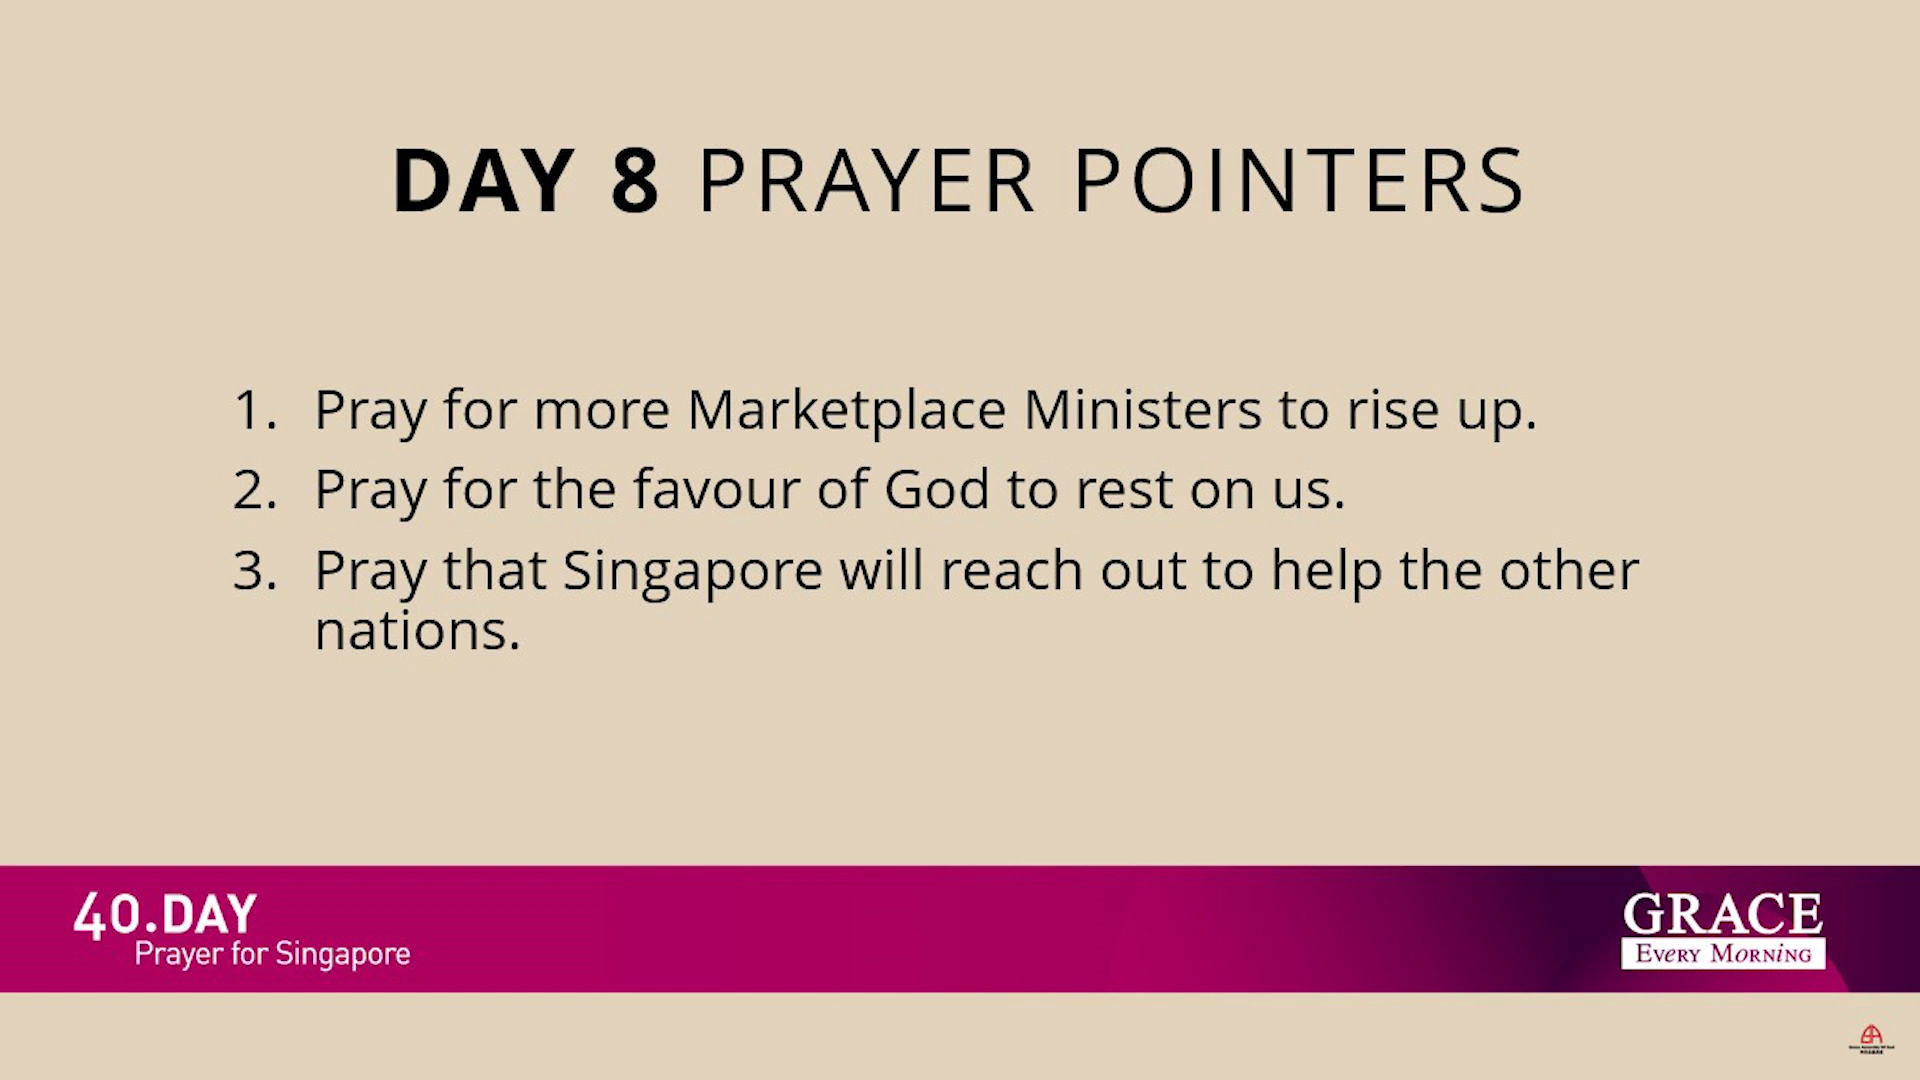 DAY 8 PRAYER POINTERS
1. Pray for more Marketplace Ministers to rise up.
2. Pray for the favour of God to rest on us.
3. Pray that Singapore will reach out to help the other
nations.
40.DAY
Prayer for Singapore
GRACE
EVERY MORNING